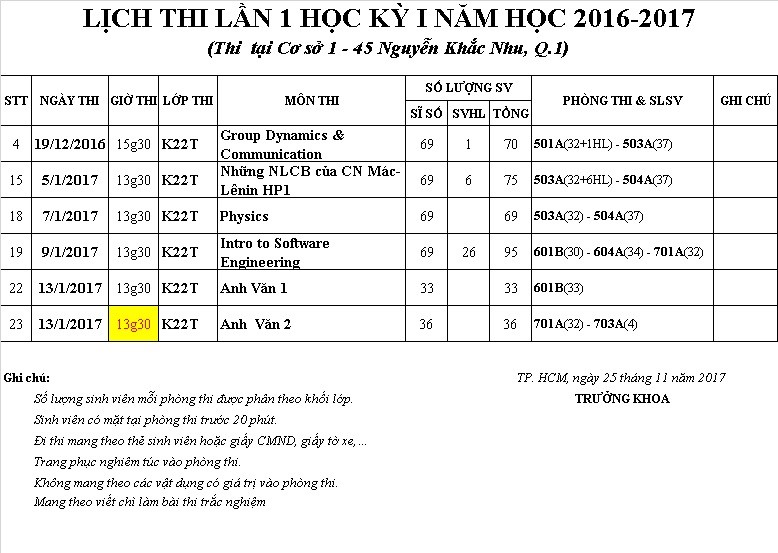 LỊCH THI LẦN 1 HỌC KỲ I NĂM HỌC 2016-2017
(Thi tại Cơ sở 1 - 45 Nguyễn Khắc Nhu, Q.1)
STT NGÀY THI GIỜ THI LỚP THI MÔN THI SỐ LƯỢNG SV PHÒNG THI & SLSV GHI CHÚ
SĨ SỐ SVHL TỔNG
4 19/12/2016 15g30 K22T Group Dynamics & Communication 69 1 70 501A(32+1HL) - 503A(37)
15 5/1/2017 13g30 K22T Những NLCB của CN Mác-Lênin HP1 69 6 75 503A(32+6HL) - 504A(37)
18 7/1/2017 13g30 K22T Physics 69 69 503A(32) - 504A(37)
19 9/1/2017 13g30 K22T Intro to Software Engineering 69 26 95 601B(30) - 604A(34) - 701A(32)
22 13/1/2017 13g30 K22T Anh Văn 1 33 33 601B(33)
23 13/1/2017 13g30 K22T Anh Văn 2 36 36 701A(32) - 703A(4)
Ghi chú: TP. HCM, ngày 25 tháng 11 năm 2017
Số lượng sinh viên mỗi phòng thi được phân theo khối lớp. TRƯỞNG KHOA
Sinh viên có mặt tại phòng thi trước 20 phút.
Đi thi mang theo thẻ sinh viên hoặc giấy CMND, giấy tờ xe,...
Trang phục nghiêm túc vào phòng thi.
Không mang theo các vật dụng có giá trị vào phòng thi.
Mang theo viết chì làm bài thi trắc nghiệm